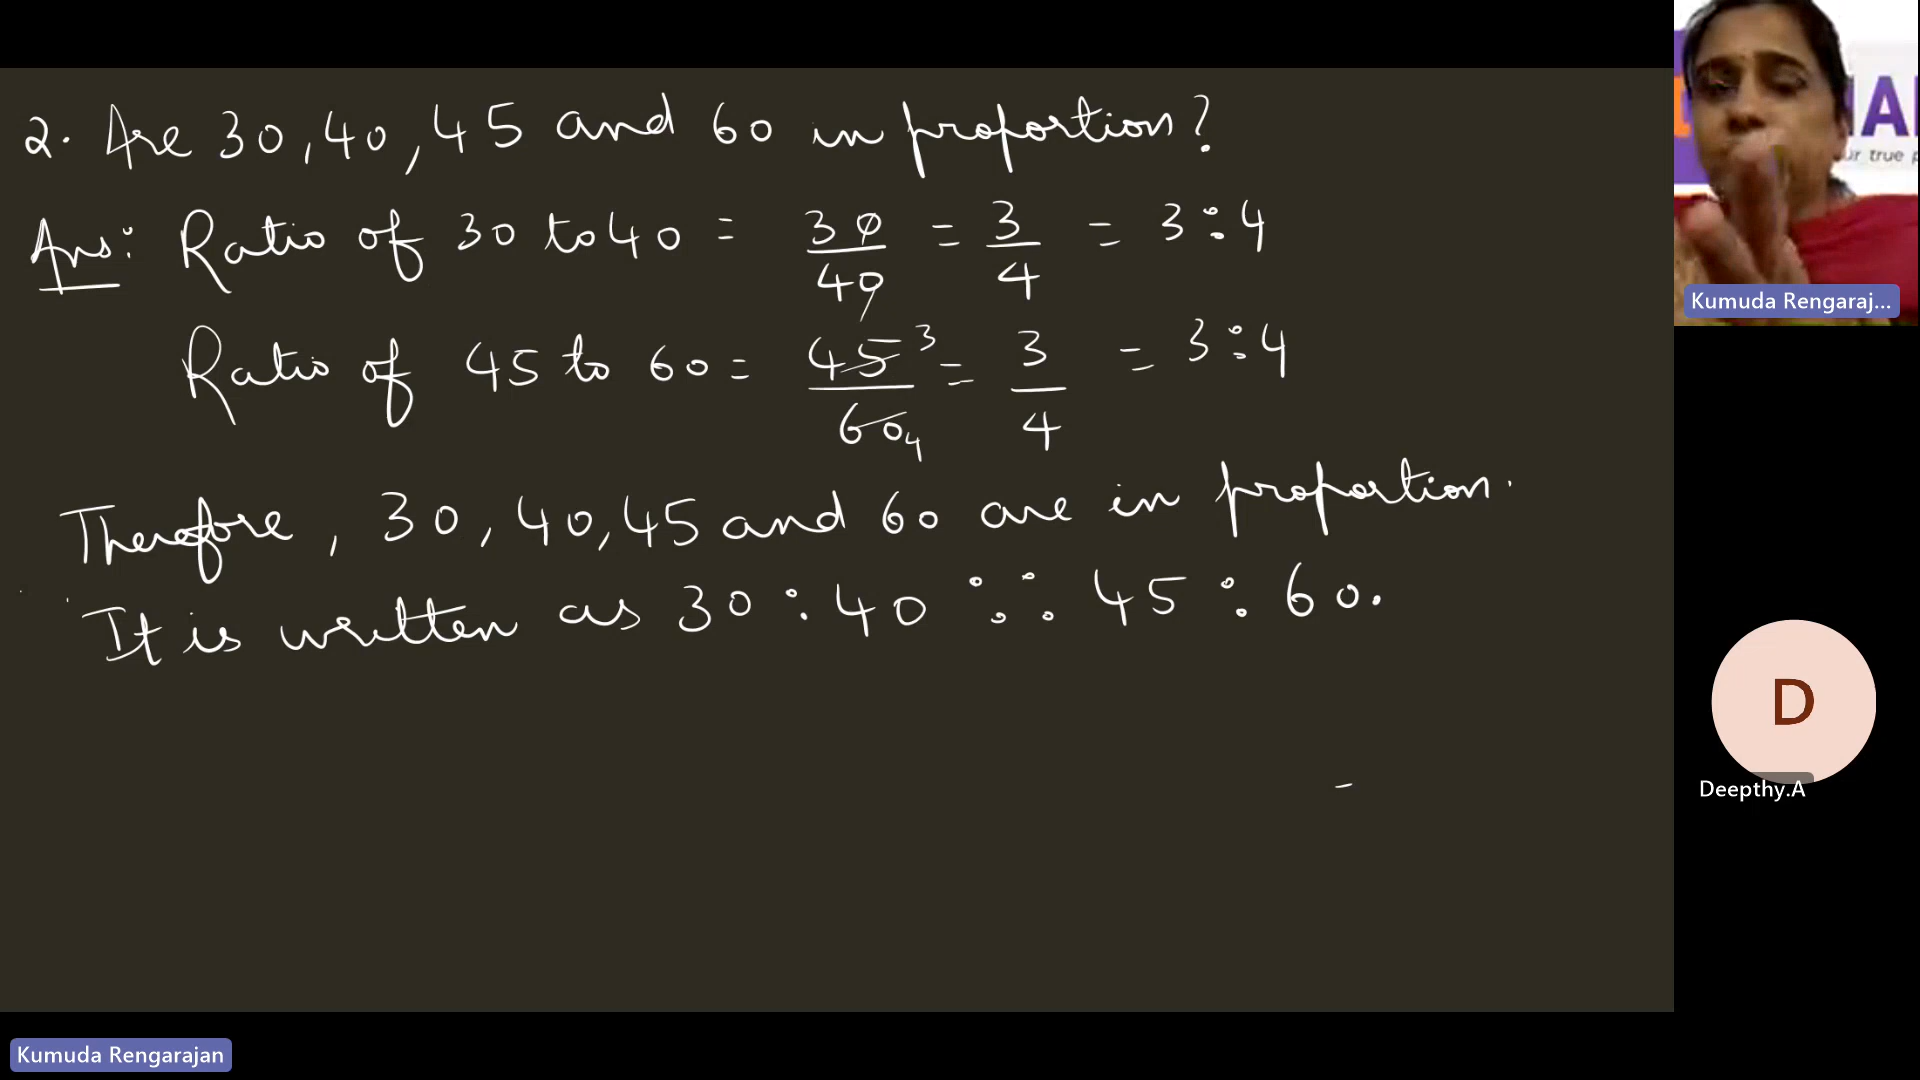 2. Are 30, 40, 45 and 60 in proportion?
Ans: Ratio of 30 to 40 = 30/40 = 3/4 = 3:4
Ratio of 45 to 60 = 45 3/60 4 = 3/4 = 3:4
Therefore, 30, 40, 45 and 60 are in proportion.
It is written as 30 : 40 :: 45 : 60.
Kumuda Rengaraj...
D
Deepthy.A
Kumuda Rengarajan